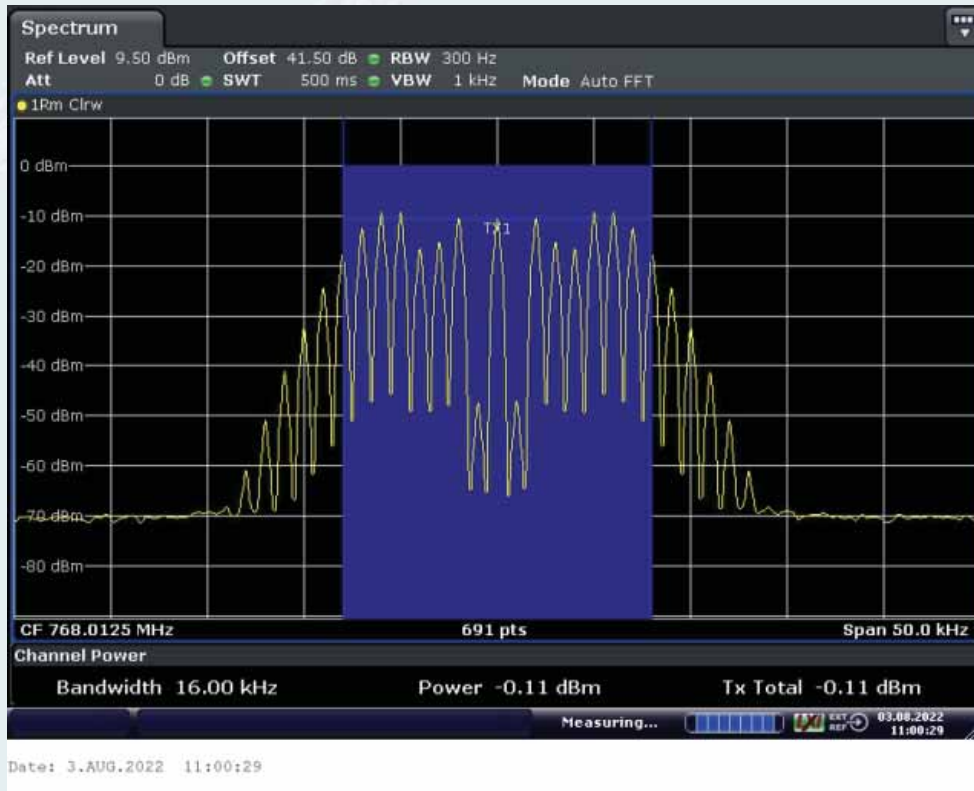 Spectrum
Ref Level 9.50 dBm Offset 41.50 dB RBW 300 Hz
Att 0 dB SWT 500 ms VBW 1 kHz Mode Auto FFT
1Rm Clrw
0 dBm
-10 dBm
TX1
-20 dBm
-30 dBm
-40 dBm
-50 dBm
-60 dBm
-70 dBm
-80 dBm
CF 768.0125 MHz 691 pts Span 50.0 kHz
Channel Power
Bandwidth 16.00 kHz Power -0.11 dBm Tx Total -0.11 dBm
Measuring... LXI EXT REF 03.08.2022
11:00:29
Date: 3.AUG.2022 11:00:29